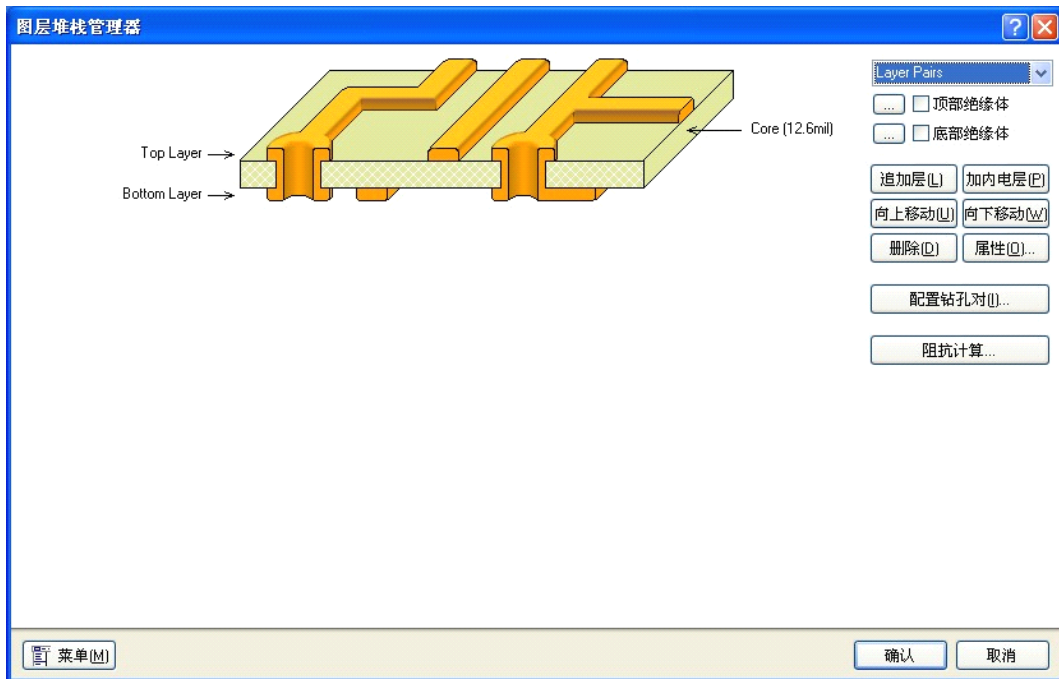 图层堆栈管理器
Layer Pairs
... 顶部绝缘体
... 底部绝缘体
Core (12.6mil)
Top Layer
Bottom Layer
追加层(L) 加内电层(P)
向上移动(U) 向下移动(W)
删除(D) 属性(O)...
配置钻孔对(I)...
阻抗计算...
菜单(M) 确认 取消